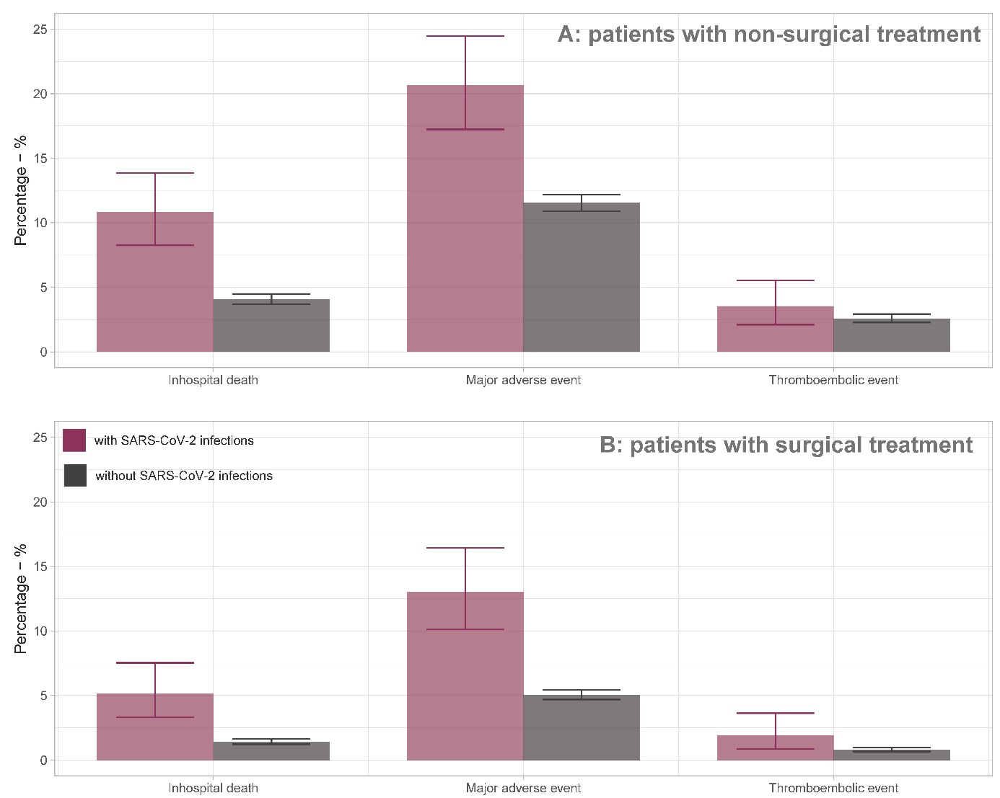 A: patients with non-surgical treatment
Percentage – %
25
20
15
10
5
0
Inhospital death
Major adverse event
Thromboembolic event
B: patients with surgical treatment
with SARS-CoV-2 infections
without SARS-CoV-2 infections
Percentage – %
25
20
15
10
5
0
Inhospital death
Major adverse event
Thromboembolic event